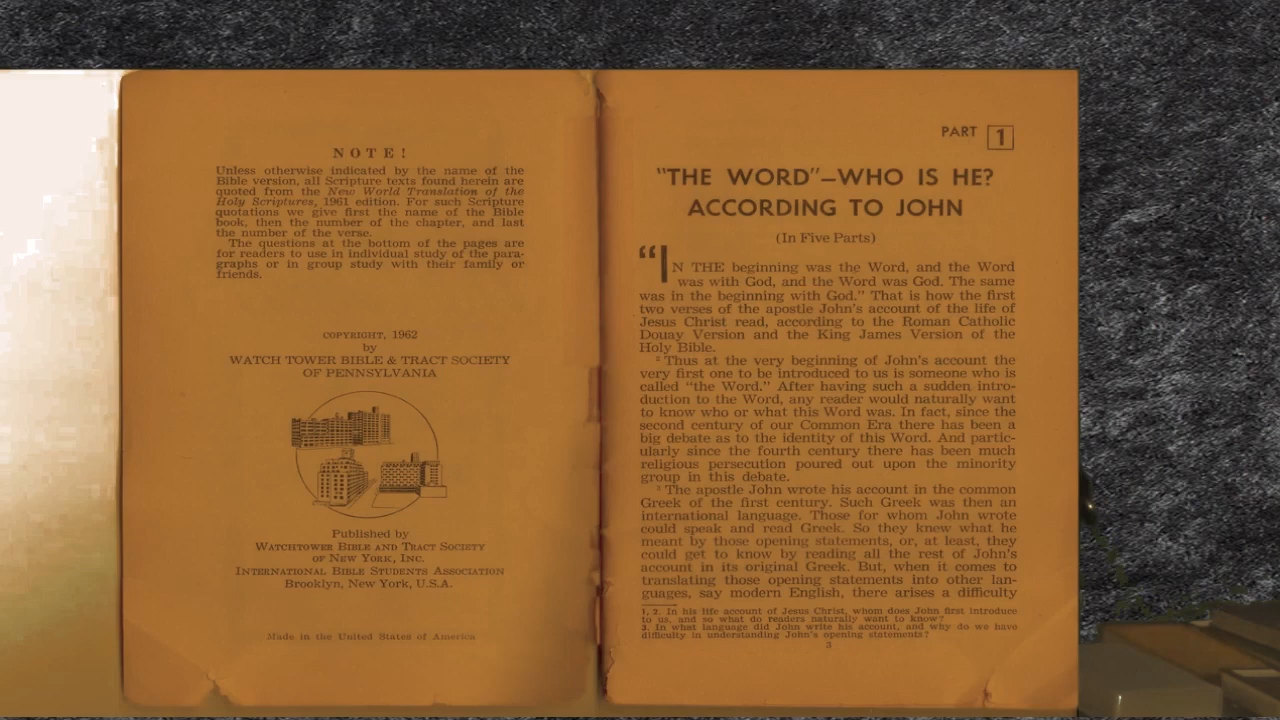 NOTE!
Unless otherwise indicated by the name of the
Bible version, all Scripture texts found herein are
quoted from the New World Translation of the
Holy Scriptures, 1961 edition. For such Scripture
quotations we give first the name of the Bible
book, then the number of the chapter, and last
the number of the verse.
The questions at the bottom of the pages are
for readers to use in individual study of the para-
graphs or in group study with their family or
friends.
COPYRIGHT, 1962
by
WATCH TOWER BIBLE & TRACT SOCIETY
OF PENNSYLVANIA
Published by
WATCHTOWER BIBLE AND TRACT SOCIETY
OF NEW YORK, INC.
INTERNATIONAL BIBLE STUDENTS ASSOCIATION
Brooklyn, New York, U.S.A.
Made in the United States of America
PART 1
"THE WORD"—WHO IS HE?
ACCORDING TO JOHN
(In Five Parts)
"IN THE beginning was the Word, and the Word
was with God, and the Word was God. The same
was in the beginning with God." That is how the first
two verses of the apostle John's account of the life of
Jesus Christ read, according to the Roman Catholic
Douay Version and the King James Version of the
Holy Bible.
² Thus at the very beginning of John's account the
very first one to be introduced to us is someone who is
called "the Word." After having such a sudden intro-
duction to the Word, any reader would naturally want
to know who or what this Word was. In fact, since the
second century of our Common Era there has been a
big debate as to the identity of this Word. And partic-
ularly since the fourth century there has been much
religious persecution poured out upon the minority
group in this debate.
³ The apostle John wrote his account in the common
Greek of the first century. Such Greek was then an
international language. Those for whom John wrote
could speak and read Greek. So they knew what he
meant by those opening statements, or, at least, they
could get to know by reading all the rest of John's
account in its original Greek. But, when it comes to
translating those opening statements into other lan-
guages, say modern English, there arises a difficulty
1, 2. In his life account of Jesus Christ, whom does John first introduce
to us, and so what do readers naturally want to know?
3. In what language did John write his account, and why do we have
difficulty in understanding John's opening statements?
3